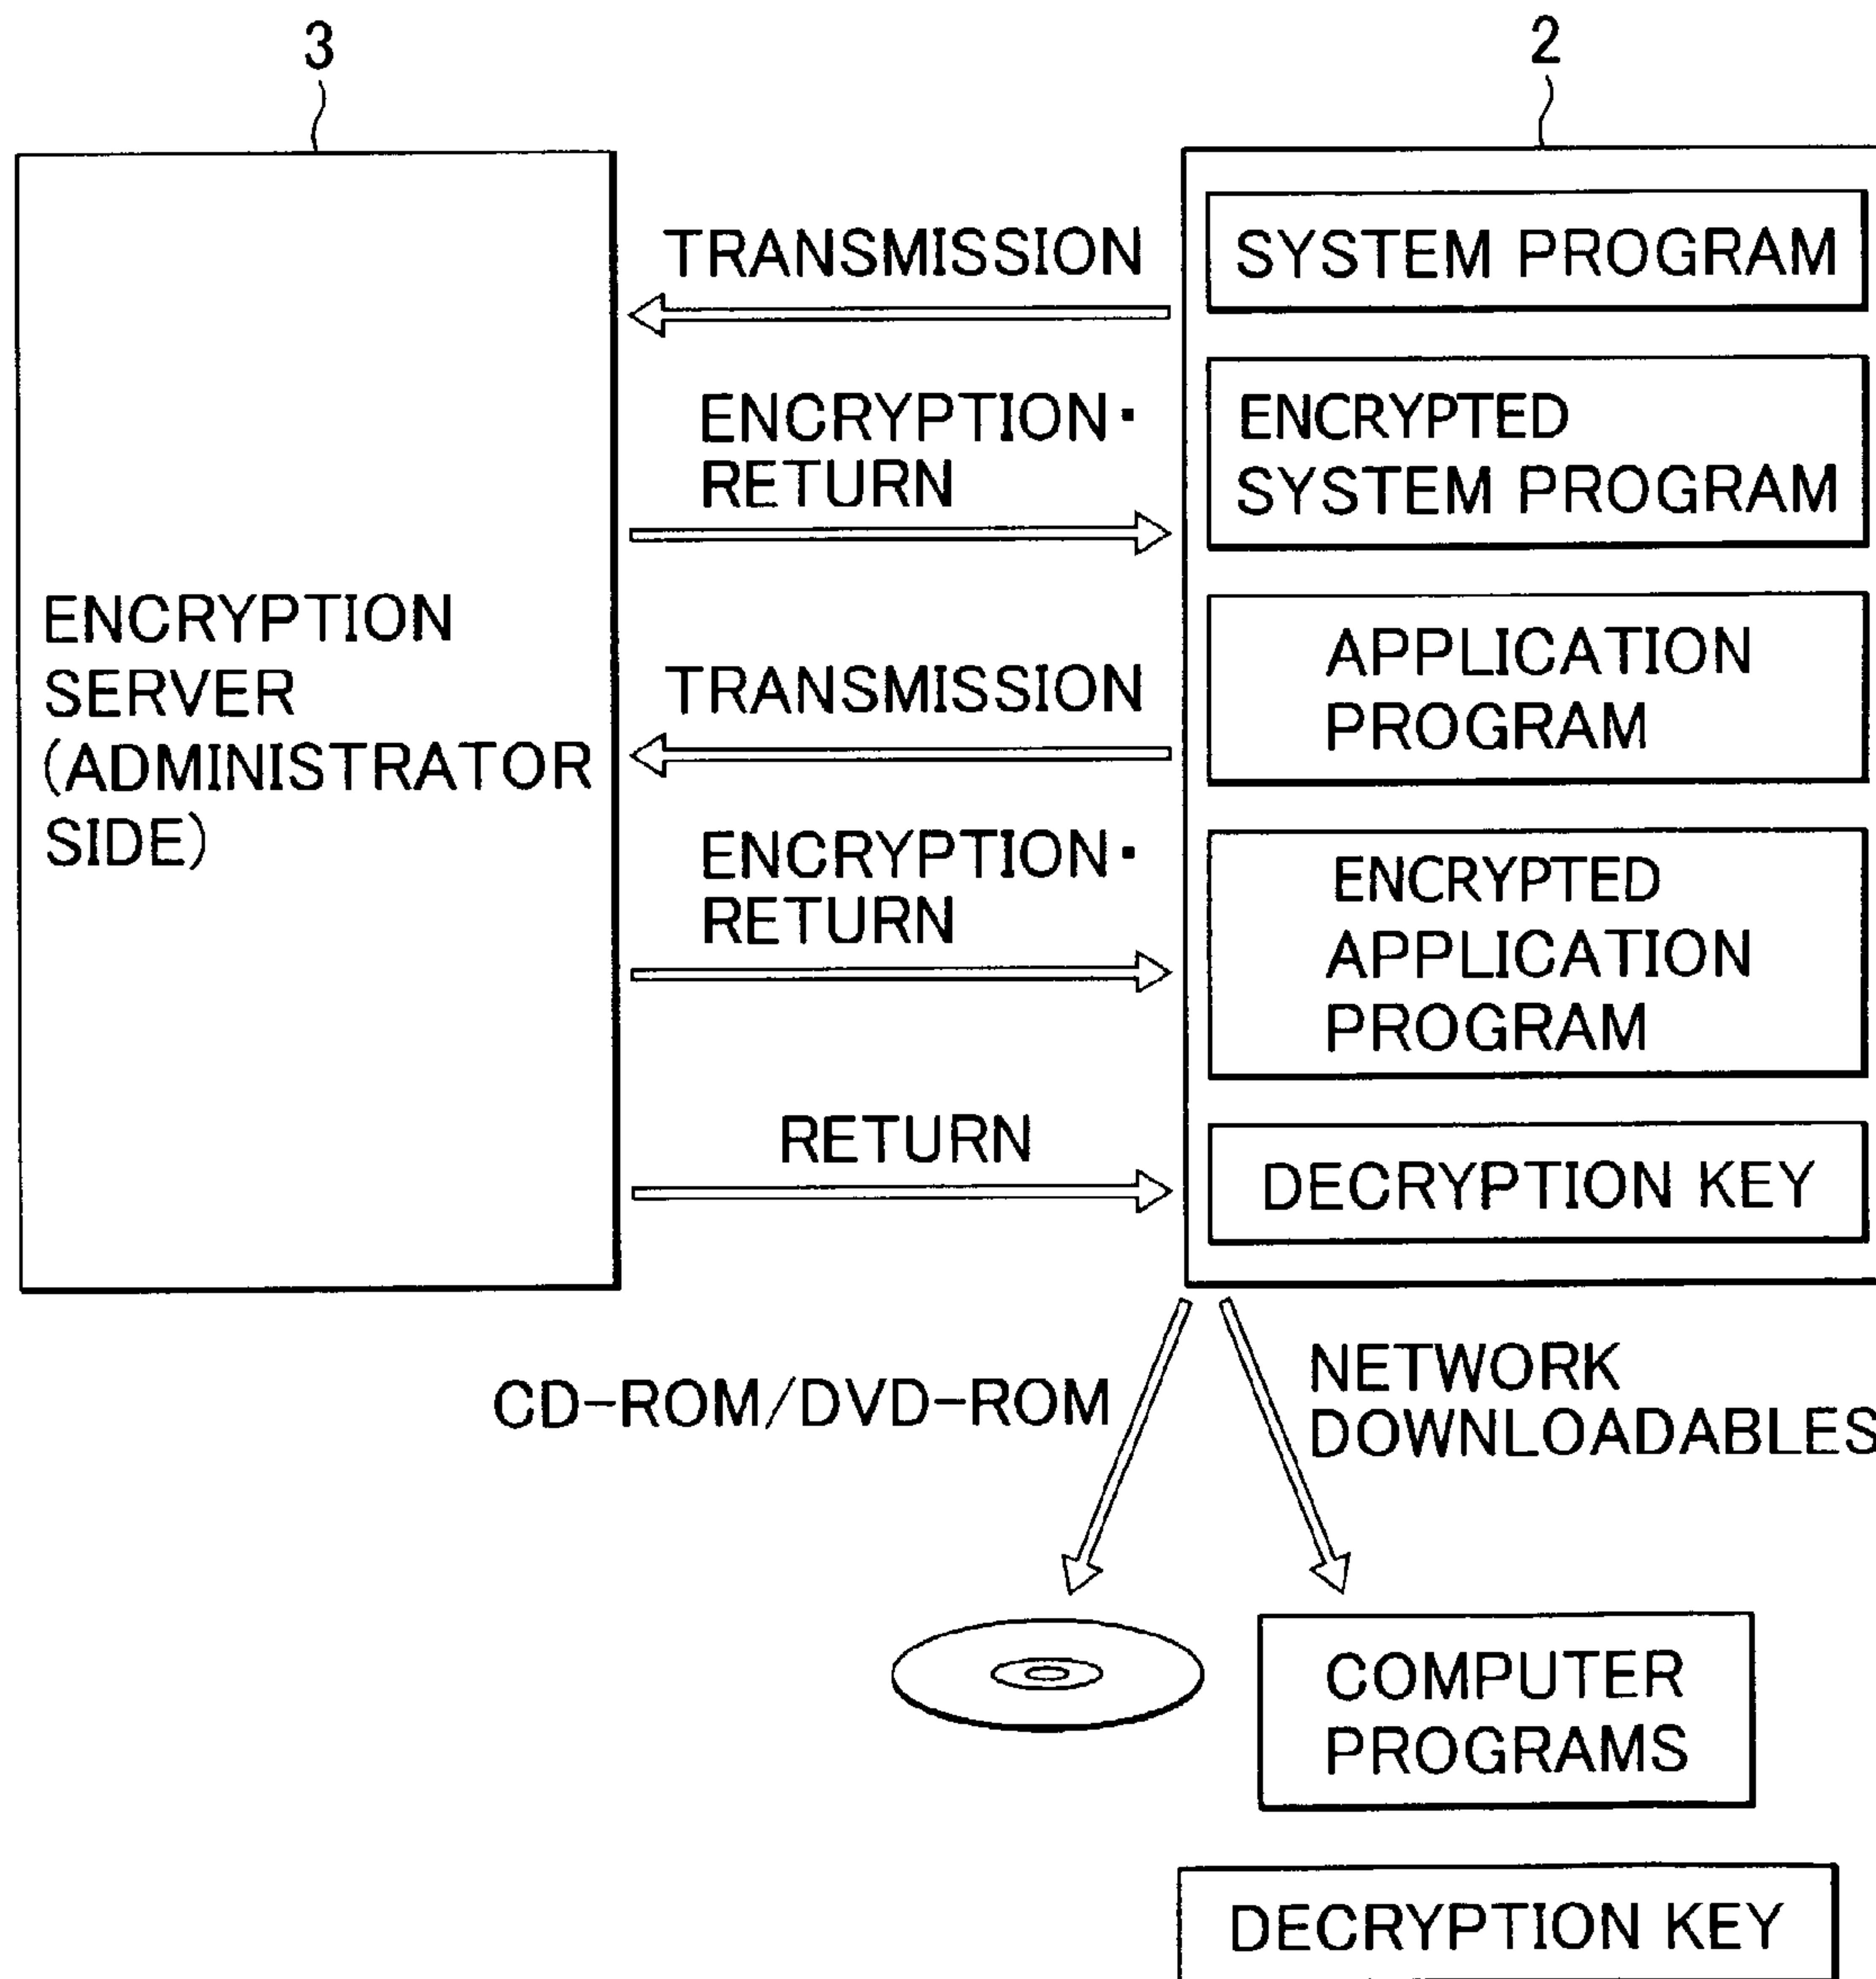 3
2
ENCRYPTION
SERVER
(ADMINISTRATOR
SIDE)
TRANSMISSION
ENCRYPTION・
RETURN
TRANSMISSION
ENCRYPTION・
RETURN
RETURN
SYSTEM PROGRAM
ENCRYPTED
SYSTEM PROGRAM
APPLICATION
PROGRAM
ENCRYPTED
APPLICATION
PROGRAM
DECRYPTION KEY
CD-ROM/DVD-ROM
NETWORK
DOWNLOADABLES
COMPUTER
PROGRAMS
DECRYPTION KEY